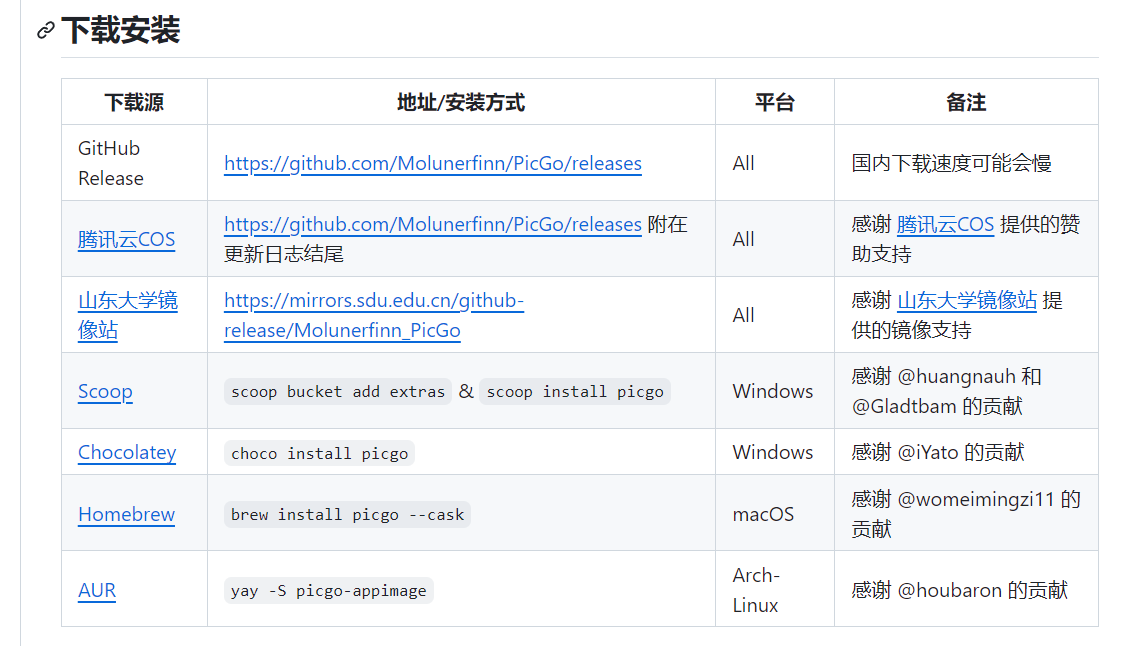 下载安装
下载源 地址/安装方式 平台 备注
GitHub
Release
https://github.com/Molunerfinn/PicGo/releases
All
国内下载速度可能会慢
腾讯云COS
https://github.com/Molunerfinn/PicGo/releases 附在
更新日志结尾
All
感谢 腾讯云COS 提供的赞
助支持
山东大学镜
像站
https://mirrors.sdu.edu.cn/github-
release/Molunerfinn_PicGo
All
感谢 山东大学镜像站 提
供的镜像支持
Scoop
scoop bucket add extras & scoop install picgo
Windows
感谢 @huangnauh 和
@Gladtbam 的贡献
Chocolatey
choco install picgo
Windows
感谢 @iYato 的贡献
Homebrew
brew install picgo --cask
macOS
感谢 @womeimingzi11 的
贡献
AUR
yay -S picgo-appimage
Arch-
Linux
感谢 @houbaron 的贡献